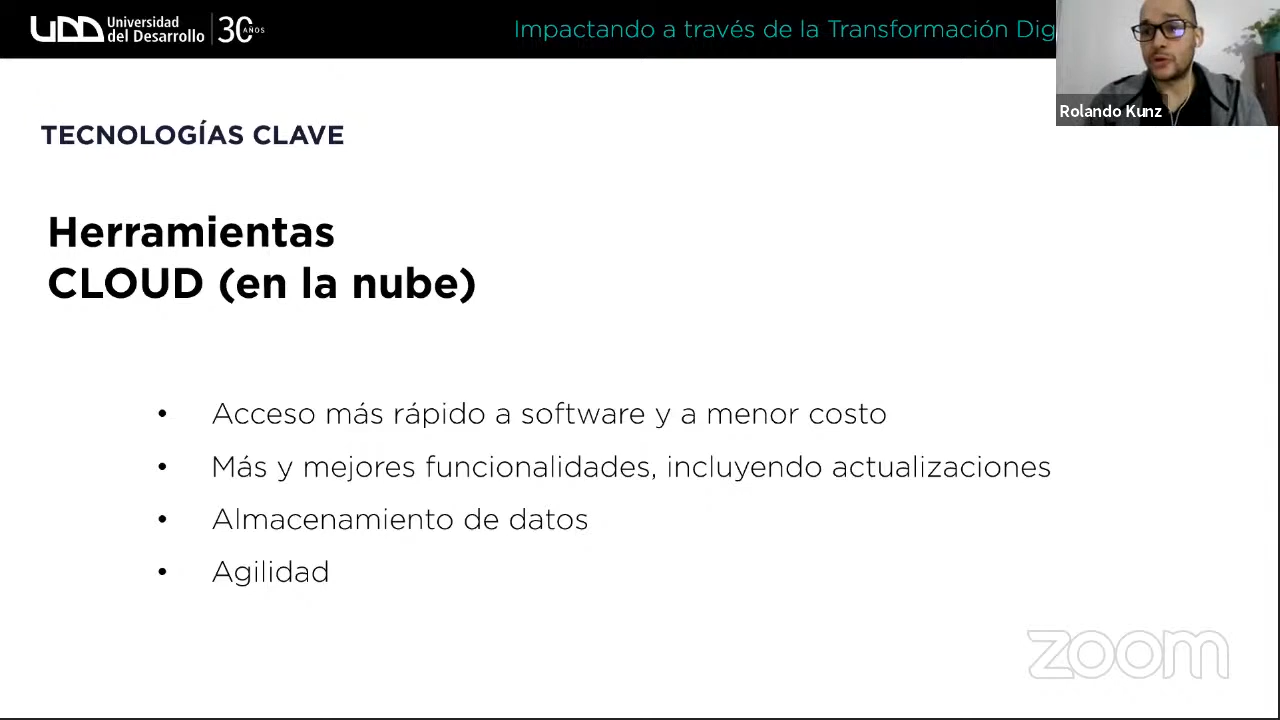 UDD Universidad
del Desarrollo
30 AÑOS
Impactando a través de la Transformación
Rolando Kunz
TECNOLOGÍAS CLAVE
Herramientas
CLOUD (en la nube)
• Acceso más rápido a software y a menor costo
• Más y mejores funcionalidades, incluyendo actualizaciones
• Almacenamiento de datos
• Agilidad
zoom